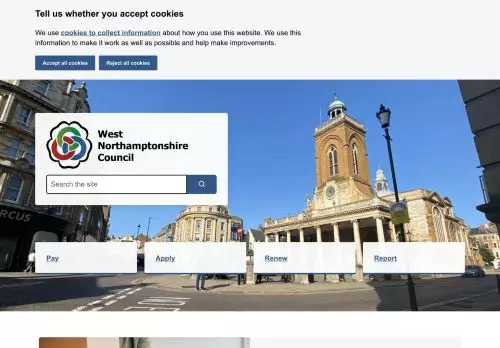 Tell us whether you accept cookies
We use cookies to collect information about how you use this website. We use
this information to make it work as well as possible and help make improvements.
Accept all cookies
Reject all cookies
West
Northamptonshire
Council
Search the site
Pay
Apply
Renew
Report